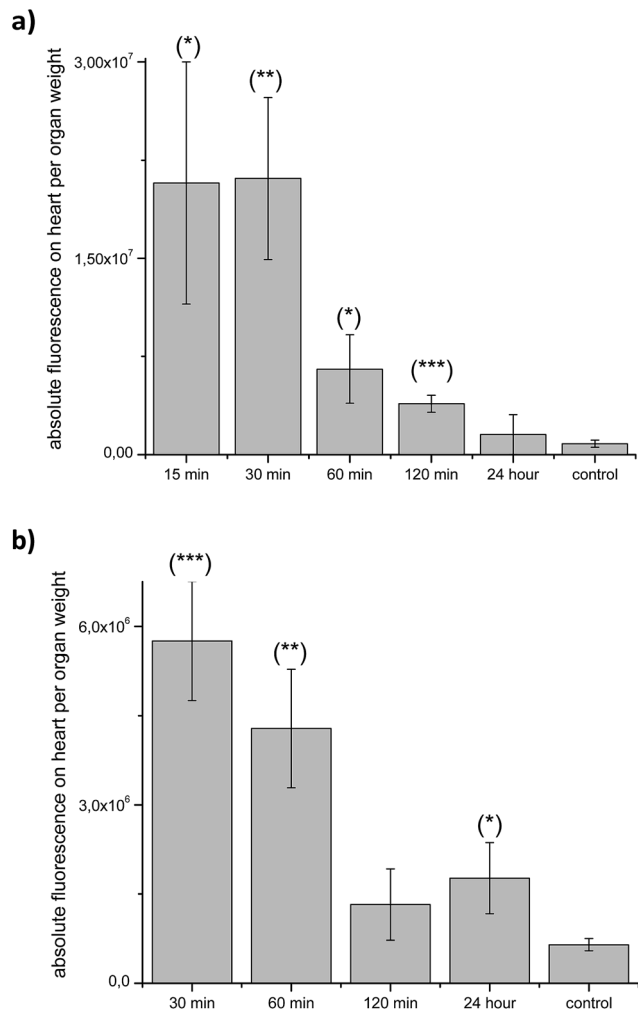 a)
absolute fluorescence on heart per organ weight
3,00x10⁷
1,50x10⁷
0,00
(*)
(**)
(*)
(***)
15 min
30 min
60 min
120 min
24 hour
control
b)
absolute fluorescence on heart per organ weight
6,0x10⁶
3,0x10⁶
0,0
(***)
(**)
(*)
30 min
60 min
120 min
24 hour
control